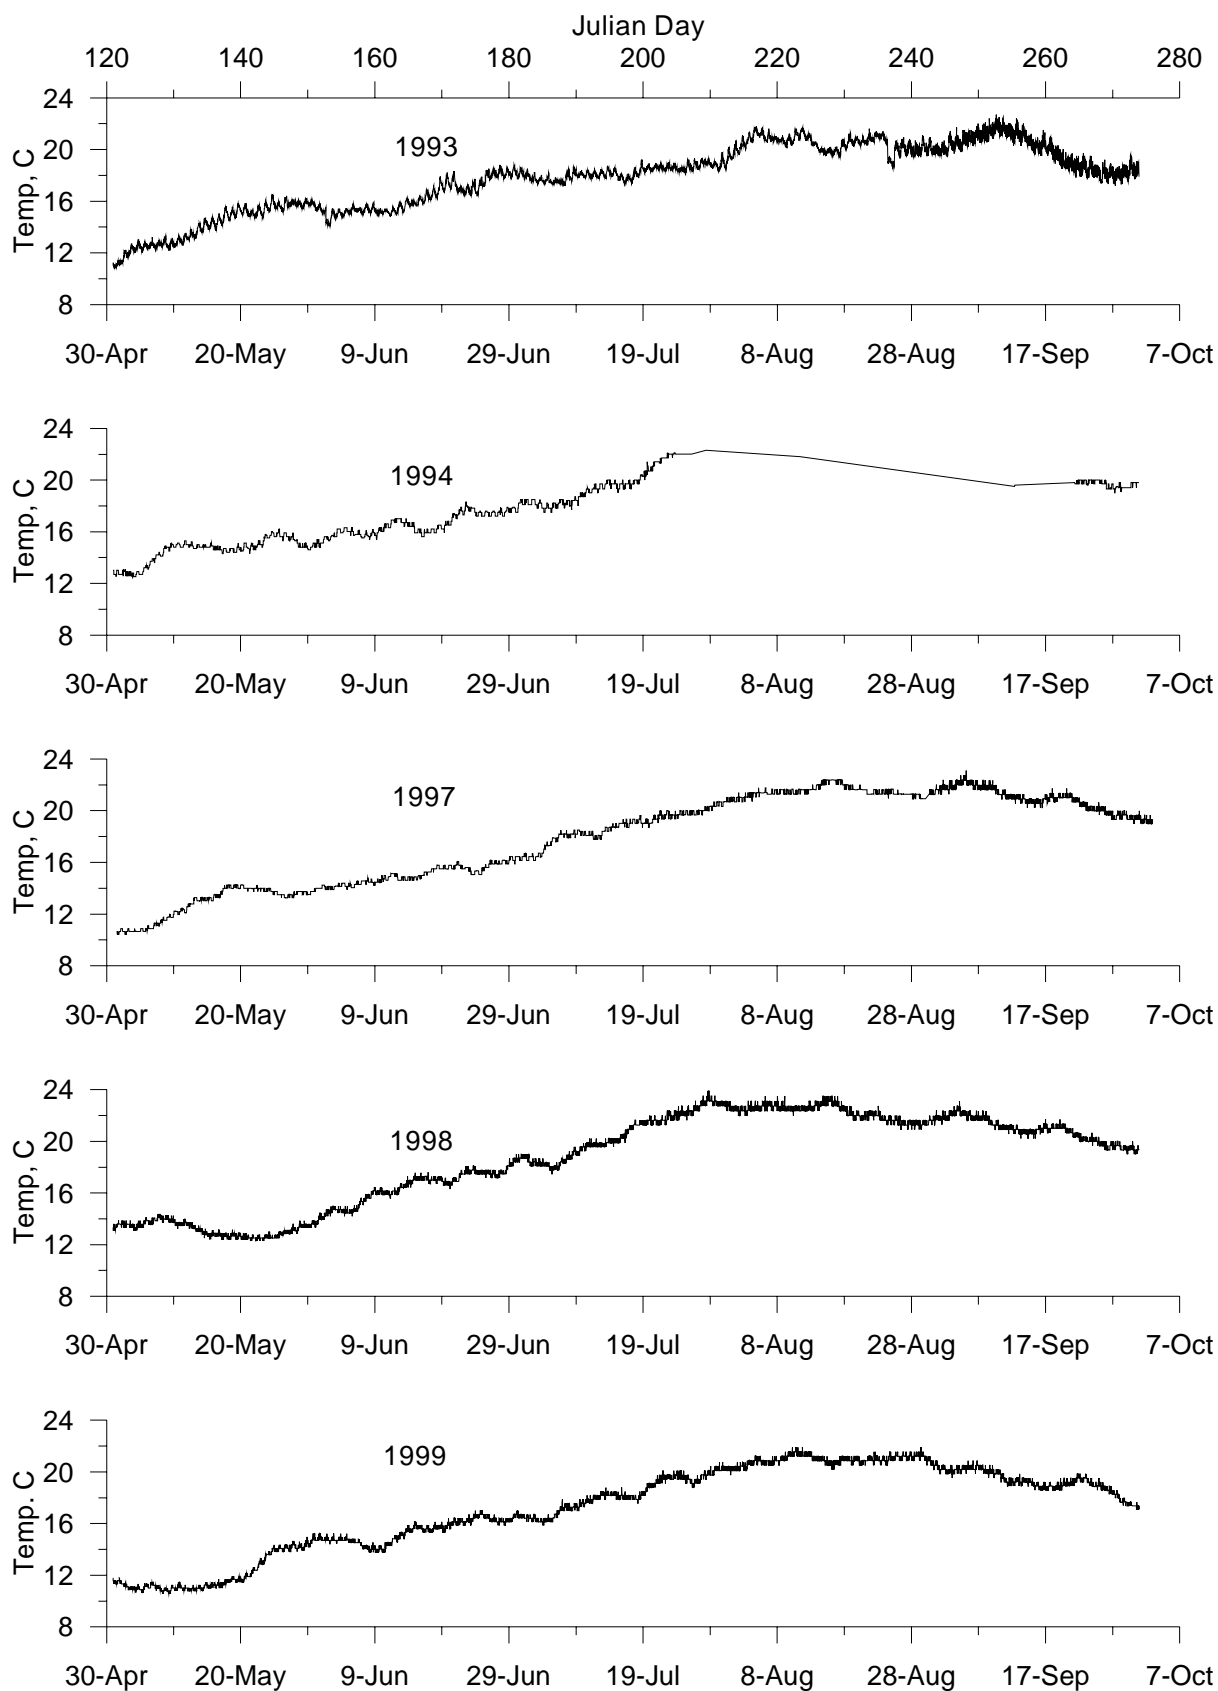 Julian Day
120 140 160 180 200 220 240 260 280
24
1993
20
16
12
8
Temp, C
30-Apr 20-May 9-Jun 29-Jun 19-Jul 8-Aug 28-Aug 17-Sep 7-Oct
24
1994
20
16
12
8
Temp, C
30-Apr 20-May 9-Jun 29-Jun 19-Jul 8-Aug 28-Aug 17-Sep 7-Oct
24
1997
20
16
12
8
Temp, C
30-Apr 20-May 9-Jun 29-Jun 19-Jul 8-Aug 28-Aug 17-Sep 7-Oct
24
1998
20
16
12
8
Temp, C
30-Apr 20-May 9-Jun 29-Jun 19-Jul 8-Aug 28-Aug 17-Sep 7-Oct
24
1999
20
16
12
8
Temp. C
30-Apr 20-May 9-Jun 29-Jun 19-Jul 8-Aug 28-Aug 17-Sep 7-Oct